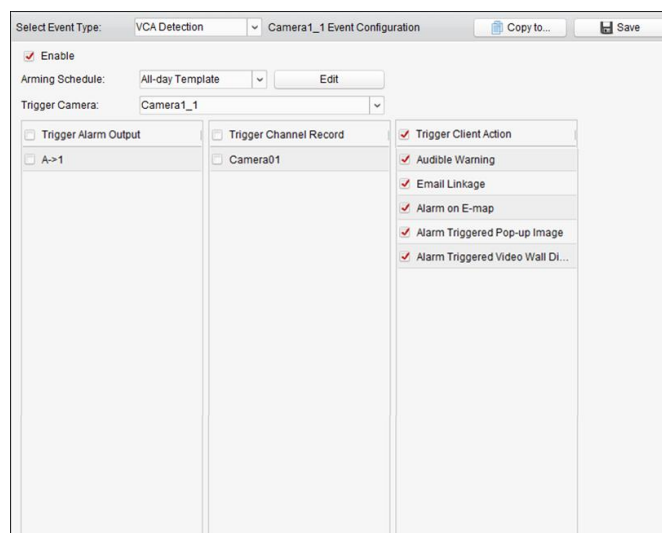 Select Event Type: VCA Detection Camera1_1 Event Configuration Copy to... Save
Enable
Arming Schedule: All-day Template Edit
Trigger Camera: Camera1_1
Trigger Alarm Output Trigger Channel Record Trigger Client Action
A->1 Camera01 Audible Warning
Email Linkage
Alarm on E-map
Alarm Triggered Pop-up Image
Alarm Triggered Video Wall Di...